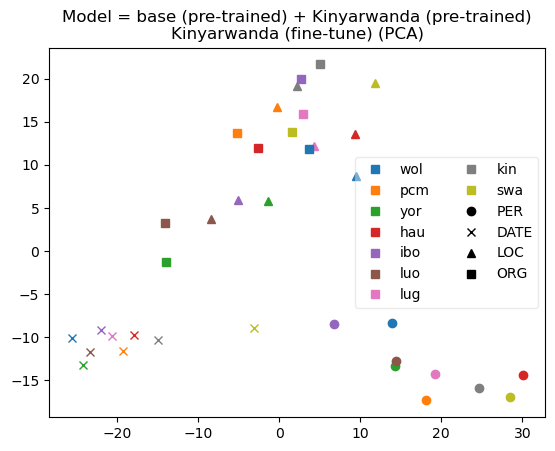 Model = base (pre-trained) + Kinyarwanda (pre-trained)
Kinyarwanda (fine-tune) (PCA)
20
15
10
5
0
−5
−10
−15
wol
pcm
yor
hau
ibo
luo
lug
kin
swa
PER
DATE
LOC
ORG
−20 −10 0 10 20 30